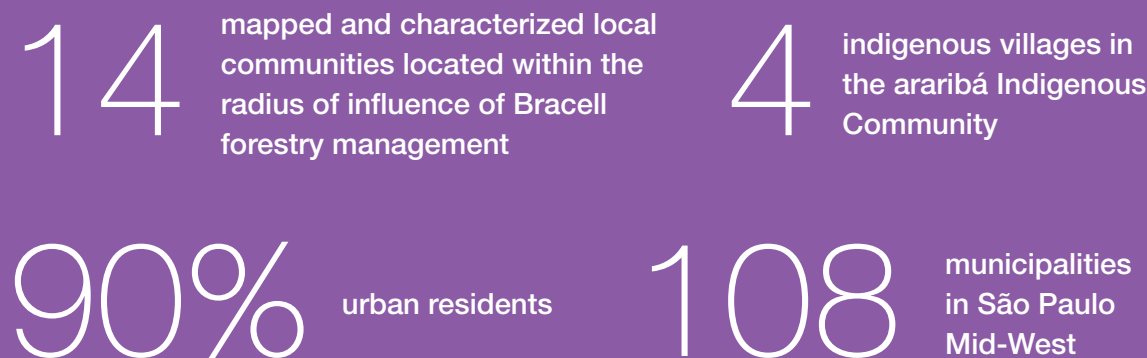 14
mapped and characterized local
communities located within the
radius of influence of Bracell
forestry management
4
indigenous villages in
the araribá Indigenous
Community
90%
urban residents
108
municipalities
in São Paulo
Mid-West